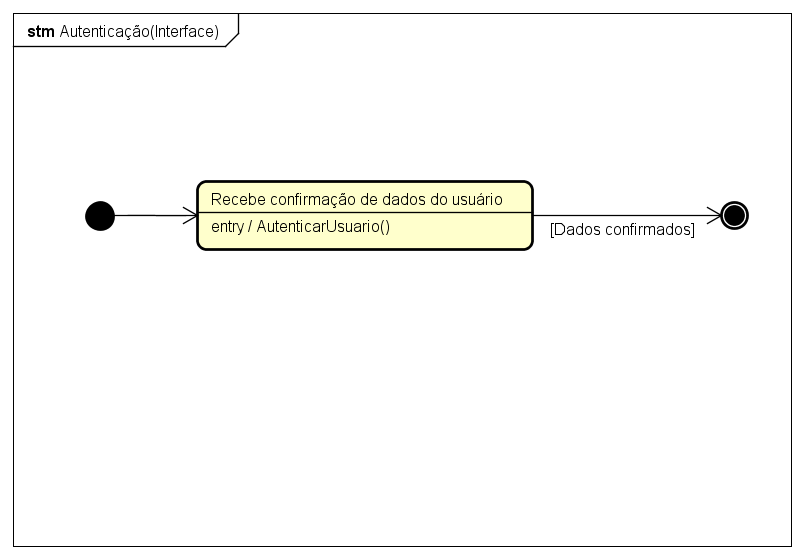 stm Autenticação(Interface)
Recebe confirmação de dados do usuário
entry / AutenticarUsuario()
[Dados confirmados]